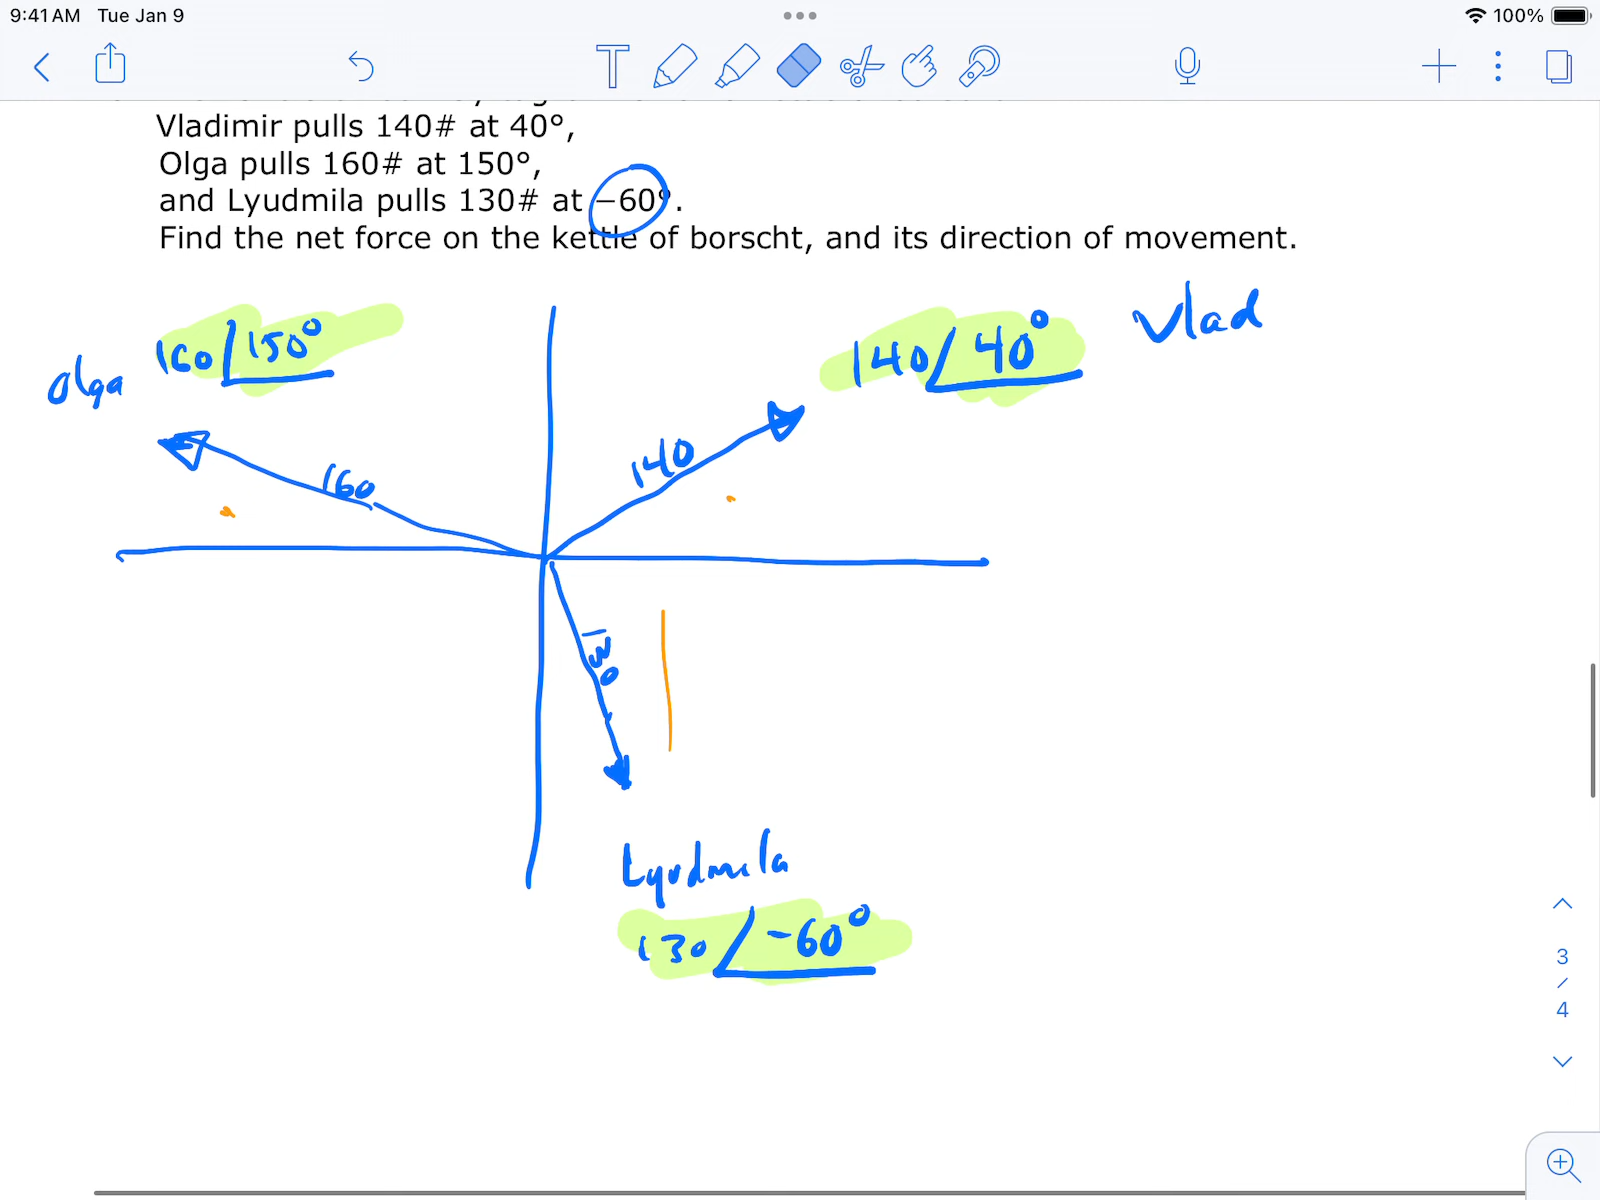 9:41 AM Tue Jan 9
100%
T
Vladimir pulls 140# at 40°,
Olga pulls 160# at 150°,
and Lyudmila pulls 130# at −60°.
Find the net force on the kettle of borscht, and its direction of movement.
Vlad
160 150°
140 40°
Olga
140
160
130
Lyudmila
130 -60°
3
/
4